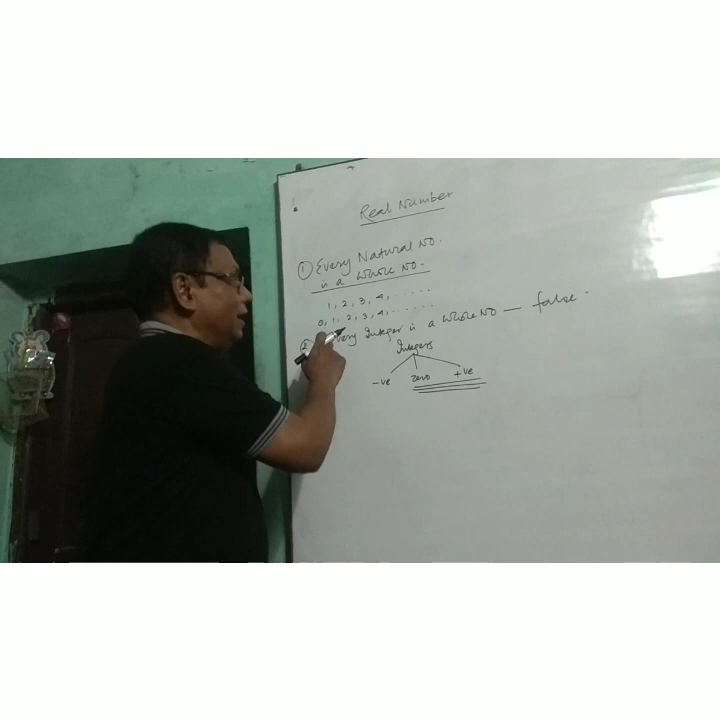 Real Number
① Every Natural No.
is a Whole No.
1, 2, 3, 4, ......
0, 1, 2, 3, 4, ......
2 Every Integer is a Whole No — false.
Integers
-ve zero +ve